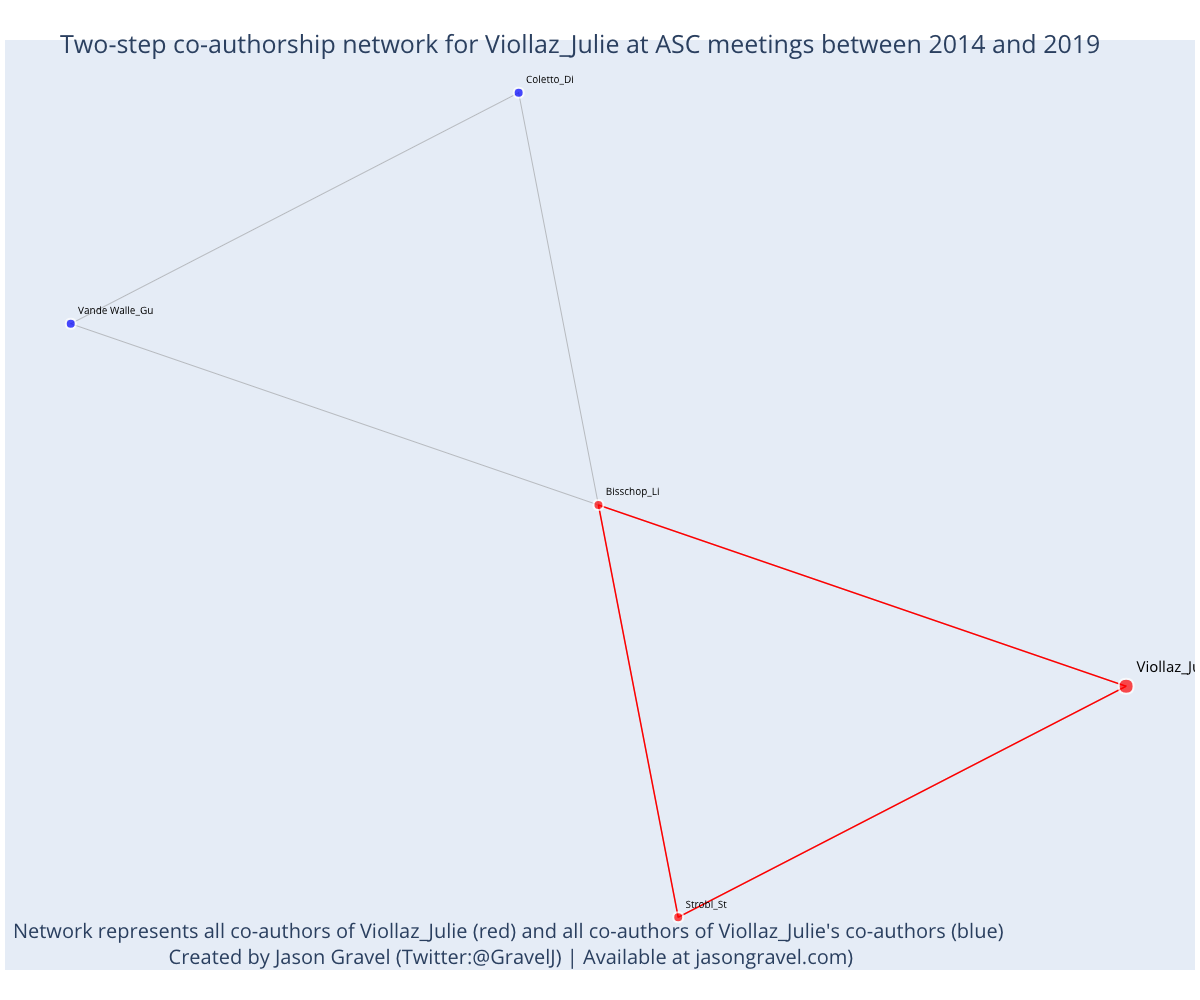 Two-step co-authorship network for Viollaz_Julie at ASC meetings between 2014 and 2019
Coletto_Di
Vande Walle_Gu
Bisschop_Li
Viollaz_Ju
Strobl_St
Network represents all co-authors of Viollaz_Julie (red) and all co-authors of Viollaz_Julie's co-authors (blue)
Created by Jason Gravel (Twitter:@GravelJ) | Available at jasongravel.com)